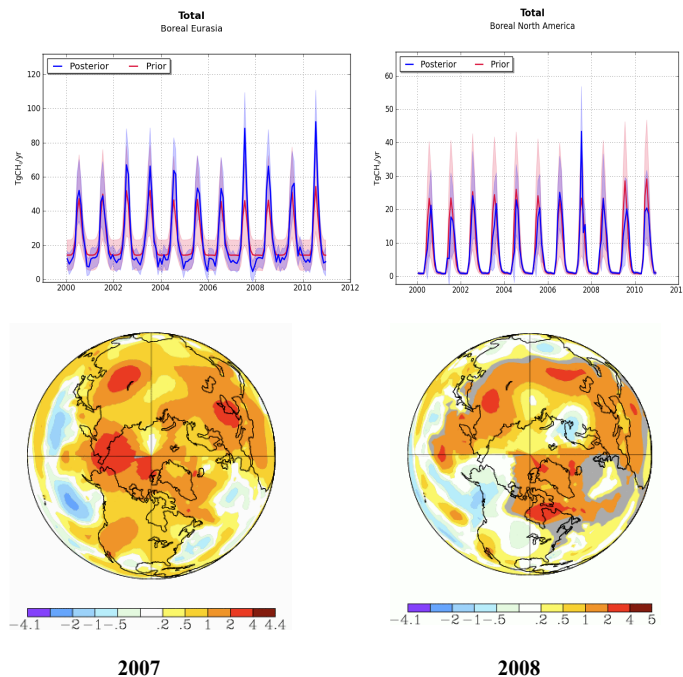 Total
Boreal Eurasia
Posterior Prior
TgCH₄/yr
120
100
80
60
40
20
0
2000 2002 2004 2006 2008 2010 2012
Total
Boreal North America
Posterior Prior
TgCH₄/yr
60
50
40
30
20
10
0
2000 2002 2004 2006 2008 2010 201
-4.1 -2 -1 -.5 .2 .5 1 2 4 4.4
-4.1 -2 -1 -.5 .2 .5 1 2 4 5
2007
2008